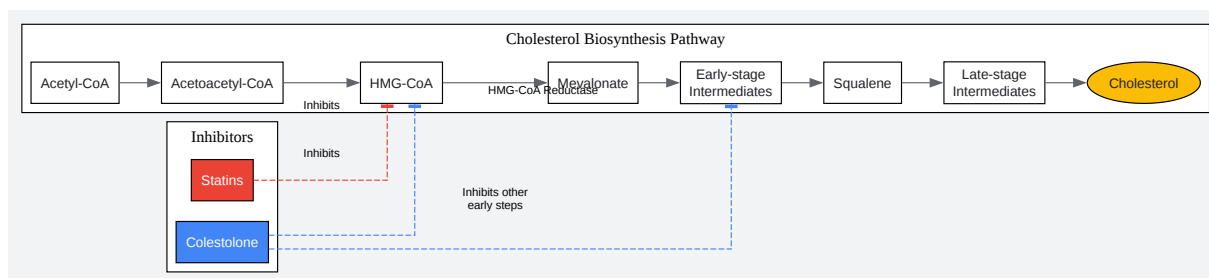 Cholesterol Biosynthesis Pathway
Acetyl-CoA
Acetoacetyl-CoA
HMG-CoA
Mevalonate
Early-stage
Intermediates
Squalene
Late-stage
Intermediates
Cholesterol
HMG-CoA Reductase
Inhibits
Inhibitors
Statins
Inhibits
Colestolone
Inhibits other
early steps